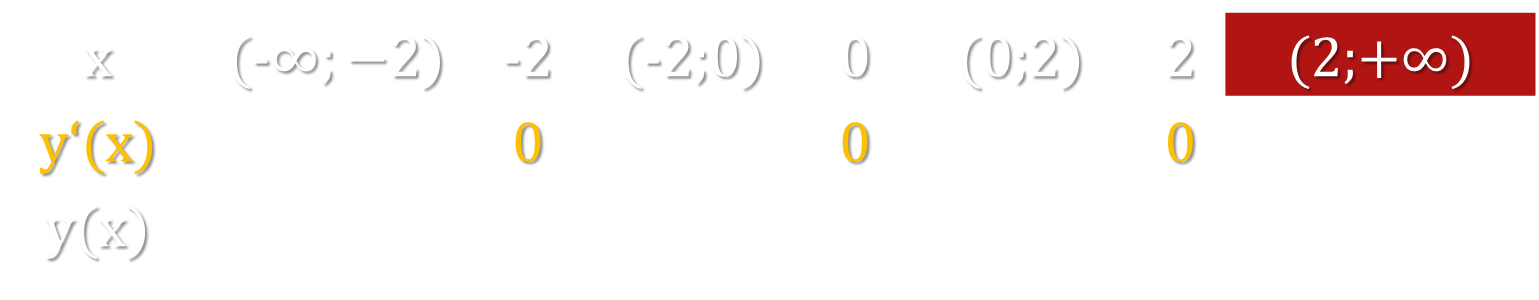 x (-∞; −2) -2 (-2;0) 0 (0;2) 2 (2;+∞)
y‘(x) 0 0 0
y(x)